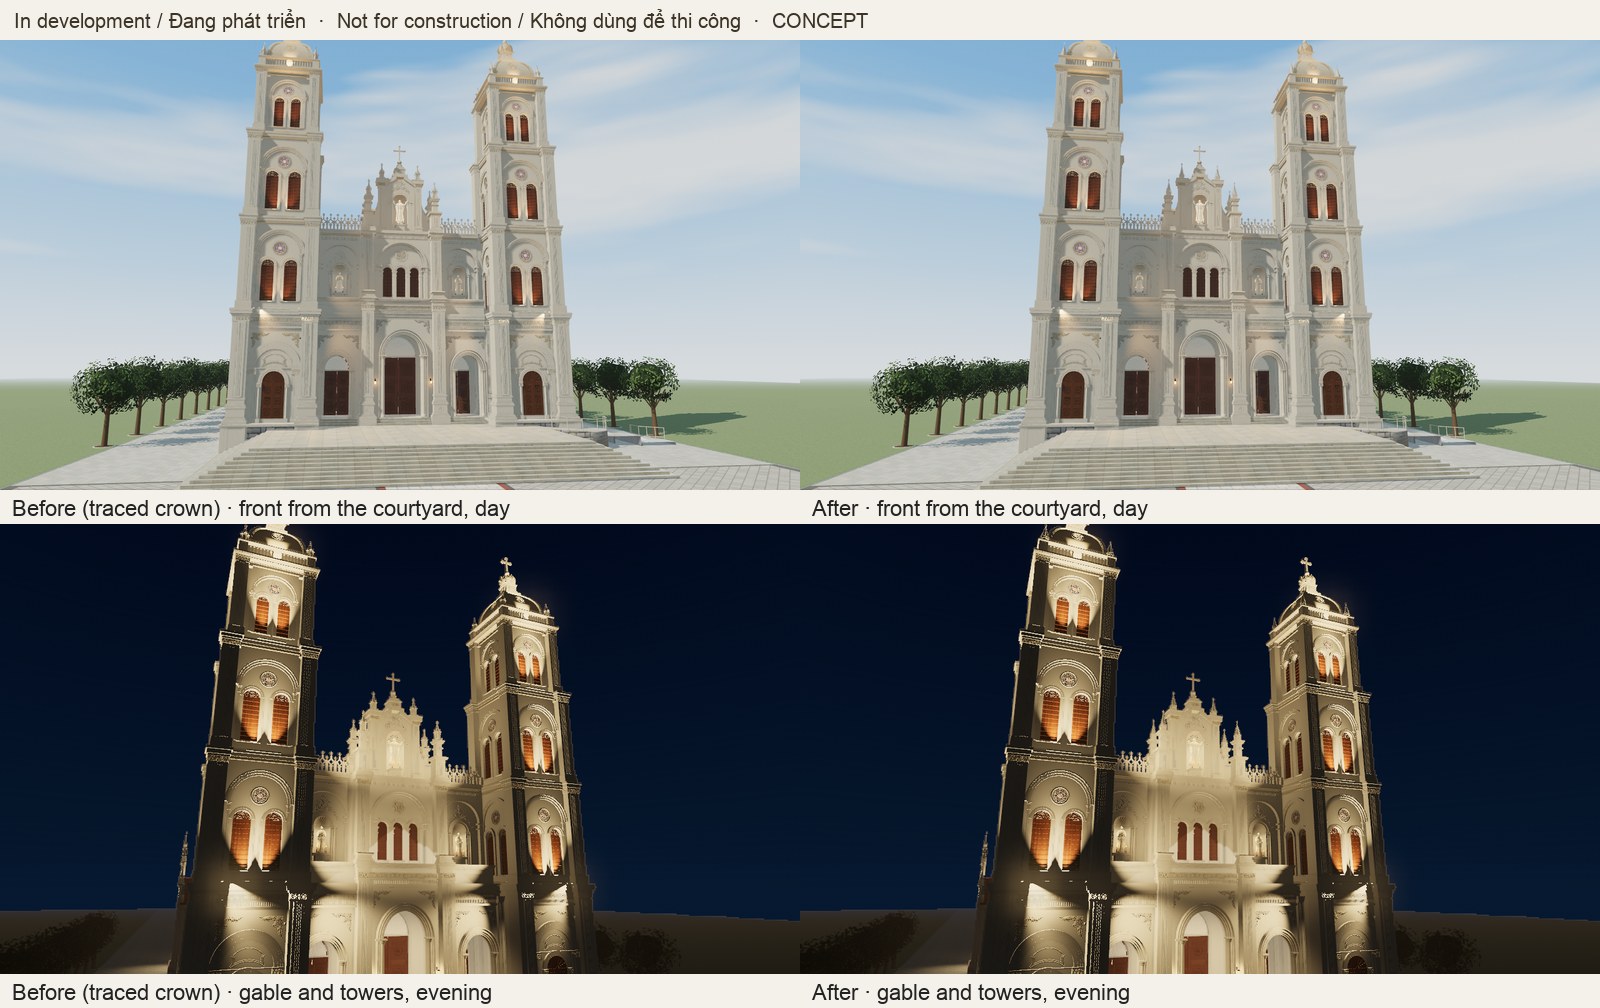 In development / Đang phát triển · Not for construction / Không dùng để thi công · CONCEPT
Before (traced crown) · front from the courtyard, day
After · front from the courtyard, day
Before (traced crown) · gable and towers, evening
After · gable and towers, evening